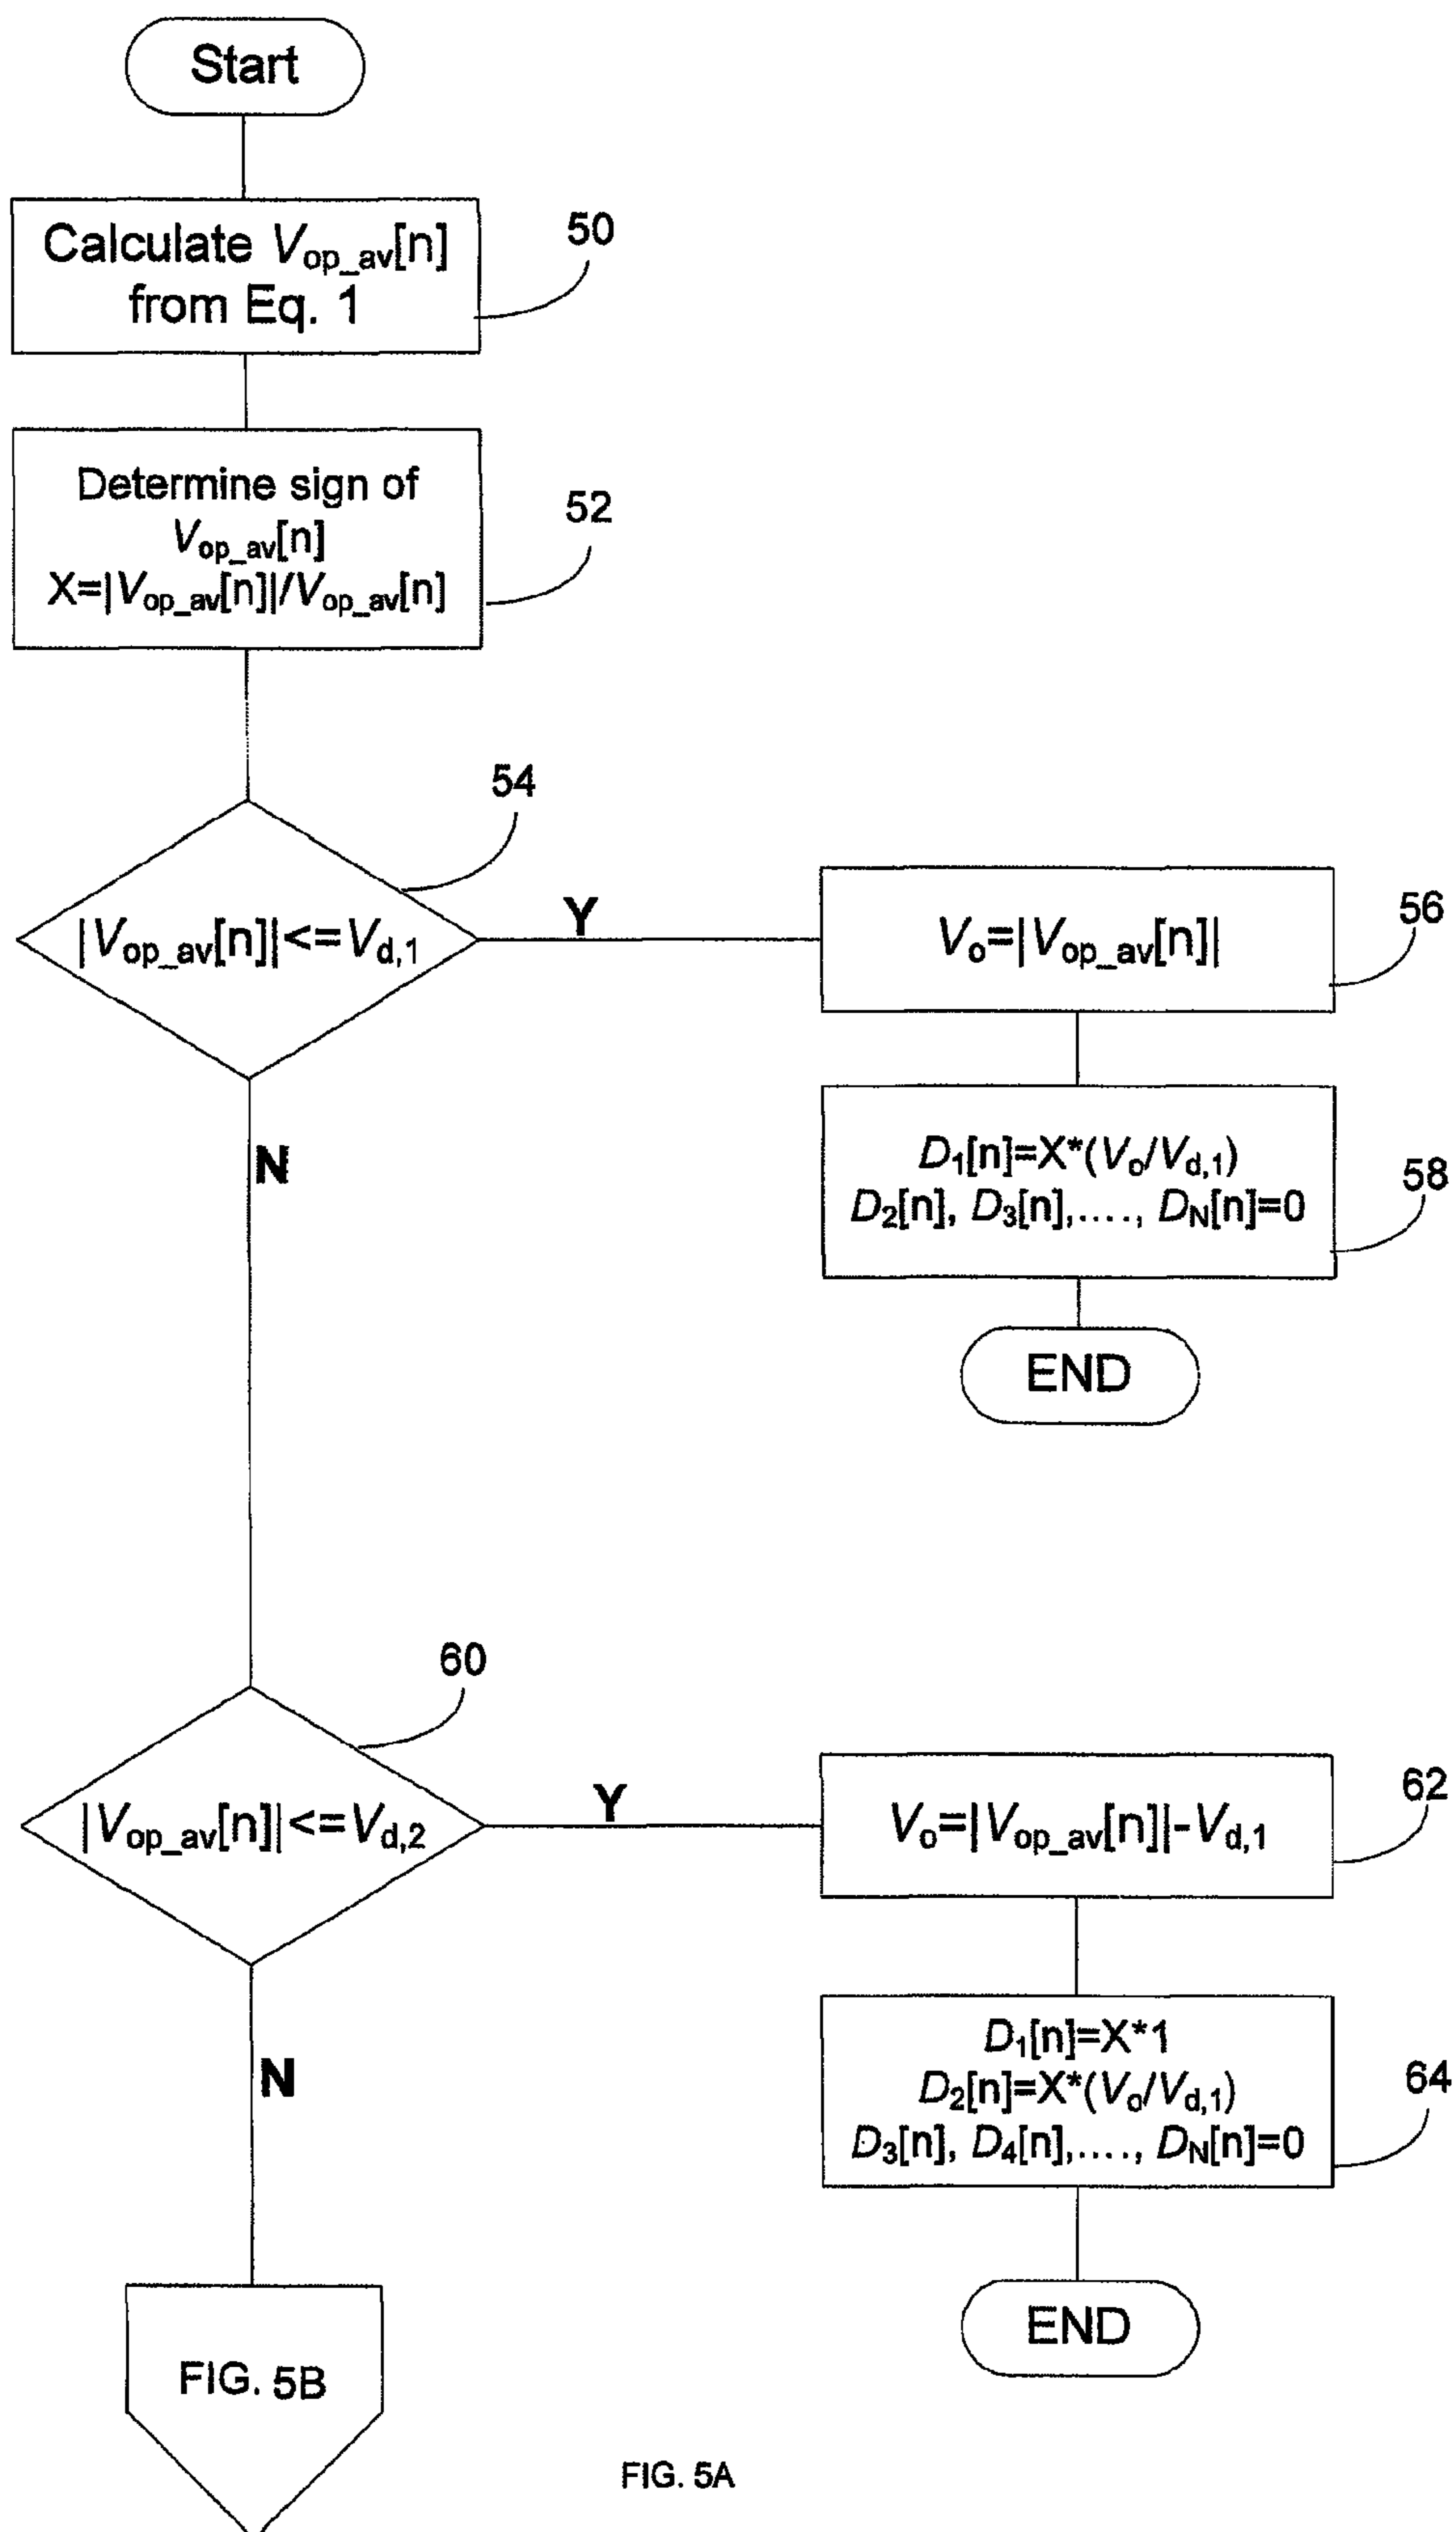 Start
Calculate Vop_av[n]
from Eq. 1
50
Determine sign of
Vop_av[n]
X=|Vop_av[n]|/Vop_av[n]
52
54
|Vop_av[n]|<=Vd,1
Y
Vo=|Vop_av[n]|
56
N
D1[n]=X*(Vo/Vd,1)
D2[n], D3[n],...., DN[n]=0
58
END
60
|Vop_av[n]|<=Vd,2
Y
Vo=|Vop_av[n]|-Vd,1
62
N
D1[n]=X*1
D2[n]=X*(Vo/Vd,1)
D3[n], D4[n],...., DN[n]=0
64
END
FIG. 5B
FIG. 5A